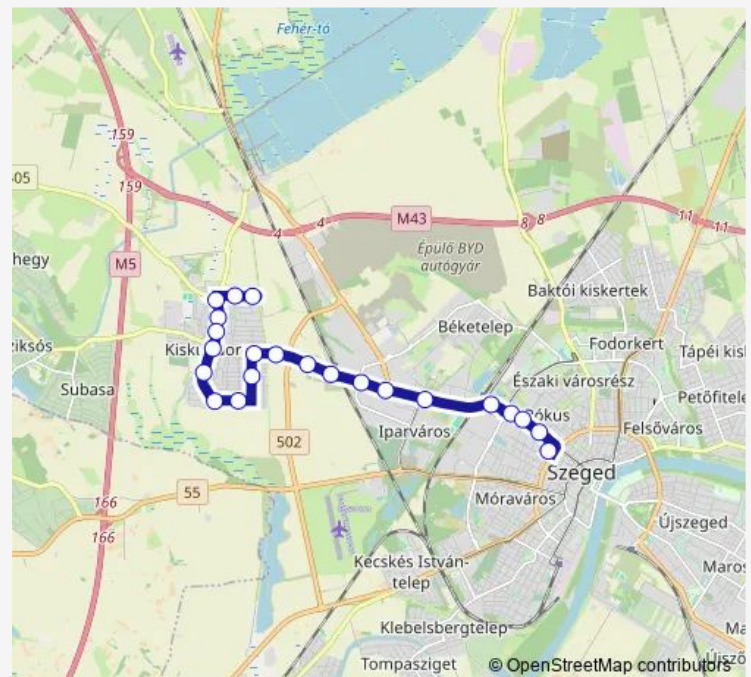 Fehér-tó
159
159
05
4
4
M43
8
8
11
11
Épülő BYD
autógyár
M5
hegy
Baktói kiskertek
Béketelep
Fodorkert
Tápéi kisk
ziksós
Subasa
Északi városrész
Petőfitele
Rókus
Felsőváros
502
Iparváros
Szeged
55
166
166
Móraváros
Újszeged
Kecskés István-
telep
Maros
Klebelsbergtelep
Tompasziget
© OpenStreetMap contributors